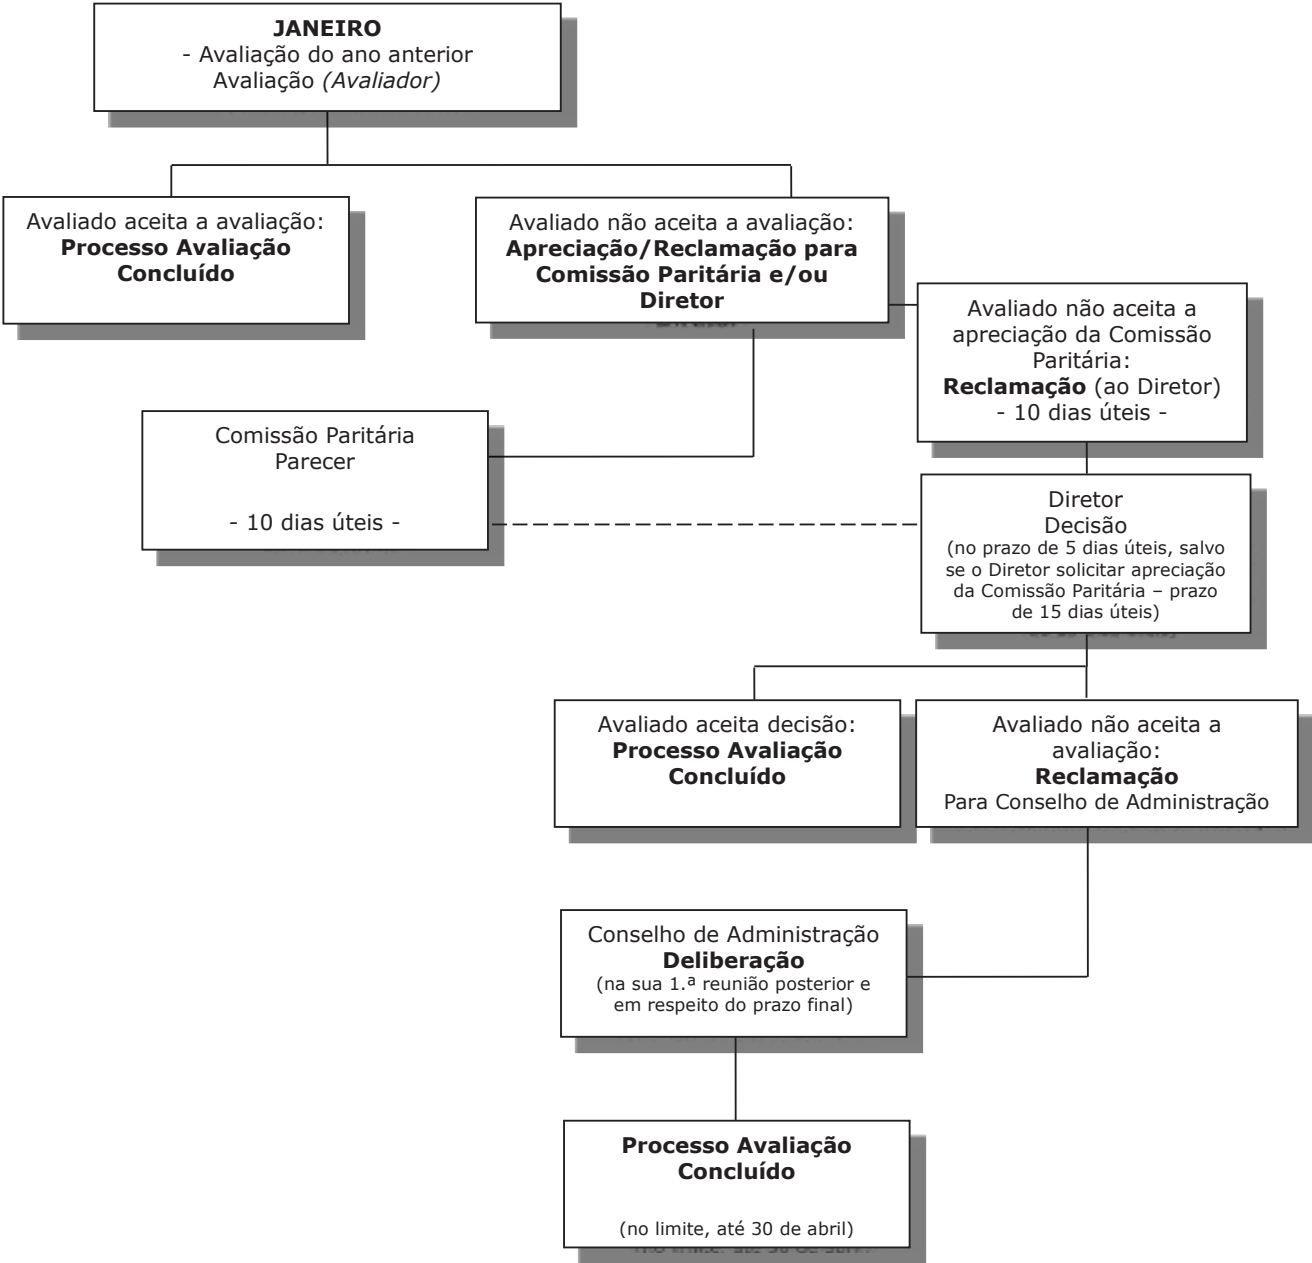 JANEIRO
- Avaliação do ano anterior
Avaliação (Avaliador)
Avaliado aceita a avaliação:
Processo Avaliação
Concluído
Avaliado não aceita a avaliação:
Apreciação/Reclamação para
Comissão Paritária e/ou
Diretor
Avaliado não aceita a
apreciação da Comissão
Paritária:
Reclamação (ao Diretor)
- 10 dias úteis -
Comissão Paritária
Parecer
- 10 dias úteis -
Diretor
Decisão
(no prazo de 5 dias úteis, salvo
se o Diretor solicitar apreciação
da Comissão Paritária – prazo
de 15 dias úteis)
Avaliado aceita decisão:
Processo Avaliação
Concluído
Avaliado não aceita a
avaliação:
Reclamação
Para Conselho de Administração
Conselho de Administração
Deliberação
(na sua 1.ª reunião posterior e
em respeito do prazo final)
Processo Avaliação
Concluído
(no limite, até 30 de abril)